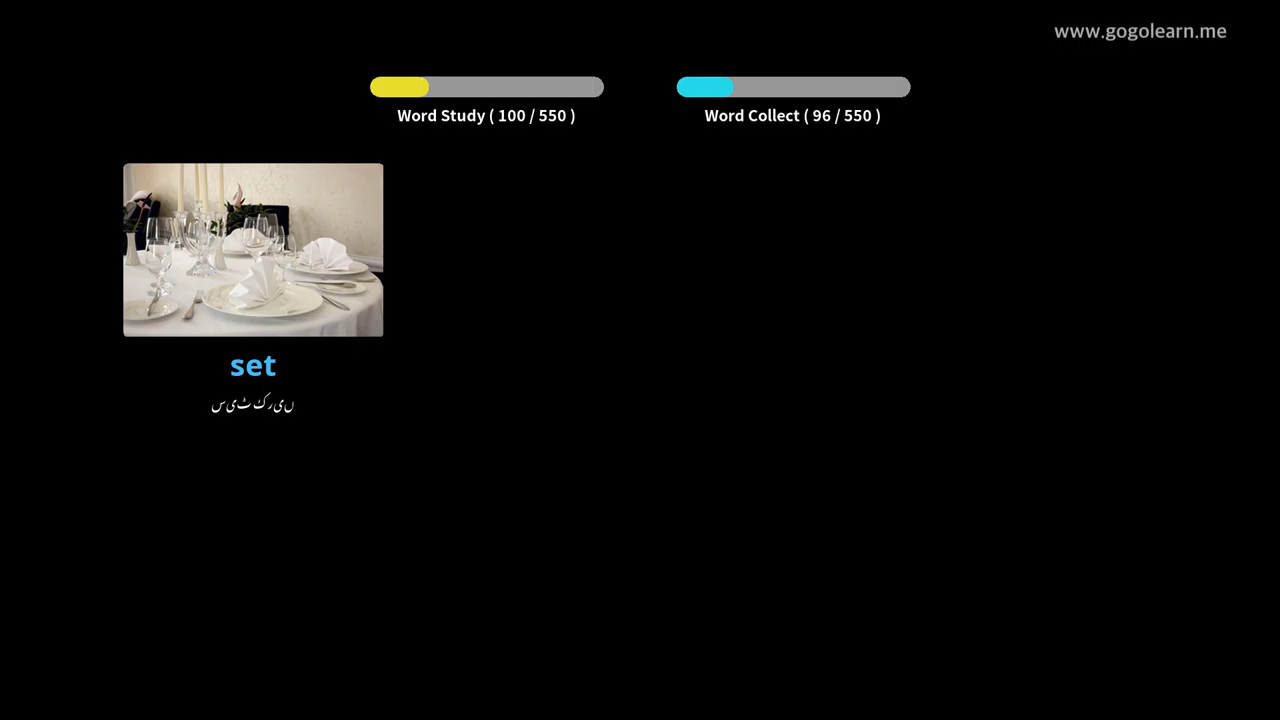 www.gogolearn.me
Word Study ( 100 / 550 )
Word Collect ( 96 / 550 )
set
سیٹ کریں